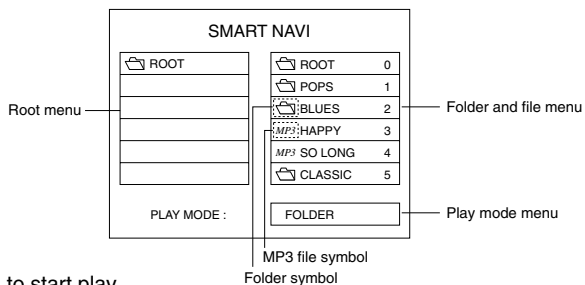 SMART NAVI
ROOT
ROOT 0
POPS 1
BLUES 2
MP3 HAPPY 3
MP3 SO LONG 4
CLASSIC 5
Root menu
Folder and file menu
PLAY MODE : FOLDER
Play mode menu
MP3 file symbol
Folder symbol
to start play